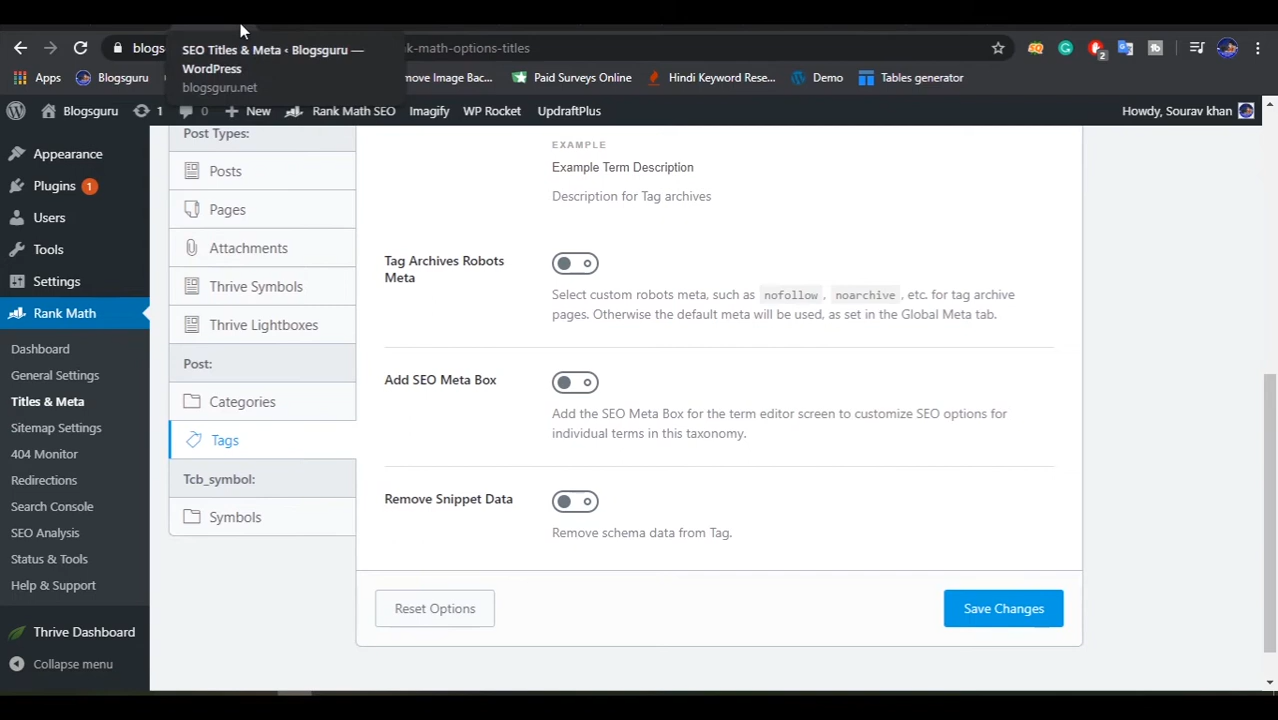 SEO Titles & Meta ‹ Blogsguru — WordPress
blogsguru.net
blogs
k-math-options-titles
2
Apps
Blogsguru
move Image Bac...
Paid Surveys Online
Hindi Keyword Rese...
Demo
Tables generator
Blogsguru
1
0
New
Rank Math SEO
Imagify
WP Rocket
UpdraftPlus
Howdy, Sourav khan
Appearance
Plugins 1
Users
Tools
Settings
Rank Math
Dashboard
General Settings
Titles & Meta
Sitemap Settings
404 Monitor
Redirections
Search Console
SEO Analysis
Status & Tools
Help & Support
Thrive Dashboard
Collapse menu
Post Types:
Posts
Pages
Attachments
Thrive Symbols
Thrive Lightboxes
Post:
Categories
Tags
Tcb_symbol:
Symbols
EXAMPLE
Example Term Description
Description for Tag archives
Tag Archives Robots
Meta
Select custom robots meta, such as nofollow, noarchive, etc. for tag archive
pages. Otherwise the default meta will be used, as set in the Global Meta tab.
Add SEO Meta Box
Add the SEO Meta Box for the term editor screen to customize SEO options for
individual terms in this taxonomy.
Remove Snippet Data
Remove schema data from Tag.
Reset Options
Save Changes